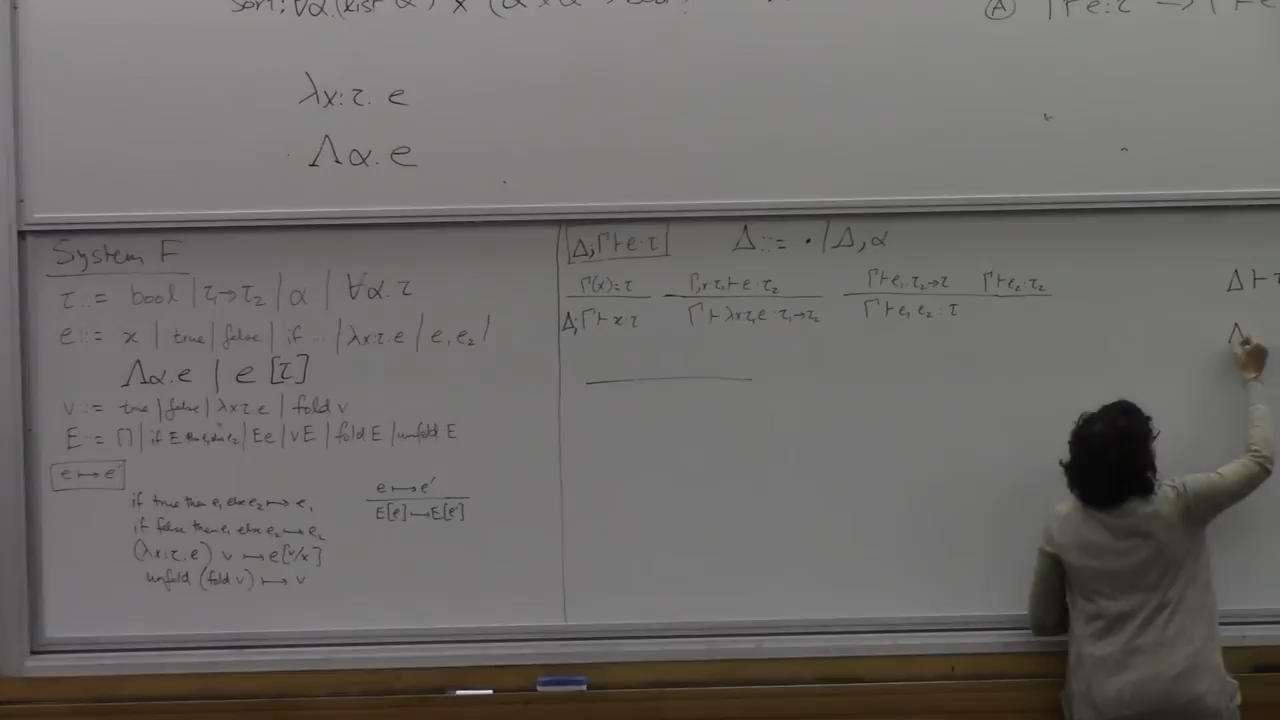 sort: ∀α.(list α) × (α × α → bool)
Ⓐ Γ ⊢ e:τ → Γ ⊢ e
λx:τ. e
Λα. e
System F
τ ::= bool | τ₁→τ₂ | α | ∀α.τ
e ::= x | true | false | if ... | λx:τ.e | e₁ e₂ |
Λα.e | e [τ]
v ::= true | false | λx:τ.e | fold v
E ::= [] | if E then e₁ else e₂ | E e | v E | fold E | unfold E
e ↦ e'
if true then e₁ else e₂ ↦ e₁
if false then e₁ else e₂ ↦ e₂
(λx:τ.e) v ↦ e[v/x]
unfold (fold v) ↦ v
e ↦ e'
E[e] ↦ E[e']
Δ;Γ ⊢ e:τ Δ ::= • | Δ, α
Γ(x)=τ Γ,x:τ₁ ⊢ e:τ₂ Γ ⊢ e₁:τ₂→τ Γ ⊢ e₂:τ₂
Δ;Γ ⊢ x:τ Γ ⊢ λx:τ₁.e:τ₁→τ₂ Γ ⊢ e₁ e₂:τ
Δ ⊢ τ